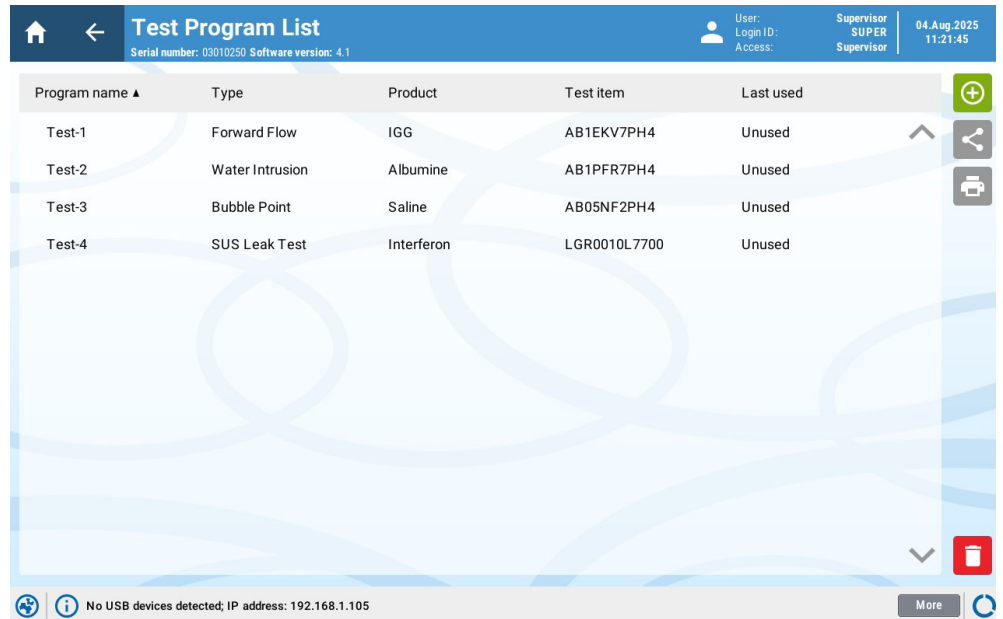 Test Program List
Serial number: 03010250 Software version: 4.1
User: Supervisor
Login ID: SUPER
Access: Supervisor
04.Aug.2025
11:21:45
Program name ▲ Type Product Test item Last used
Test-1 Forward Flow IGG AB1EKV7PH4 Unused
Test-2 Water Intrusion Albumine AB1PFR7PH4 Unused
Test-3 Bubble Point Saline AB05NF2PH4 Unused
Test-4 SUS Leak Test Interferon LGR0010L7700 Unused
No USB devices detected; IP address: 192.168.1.105
More